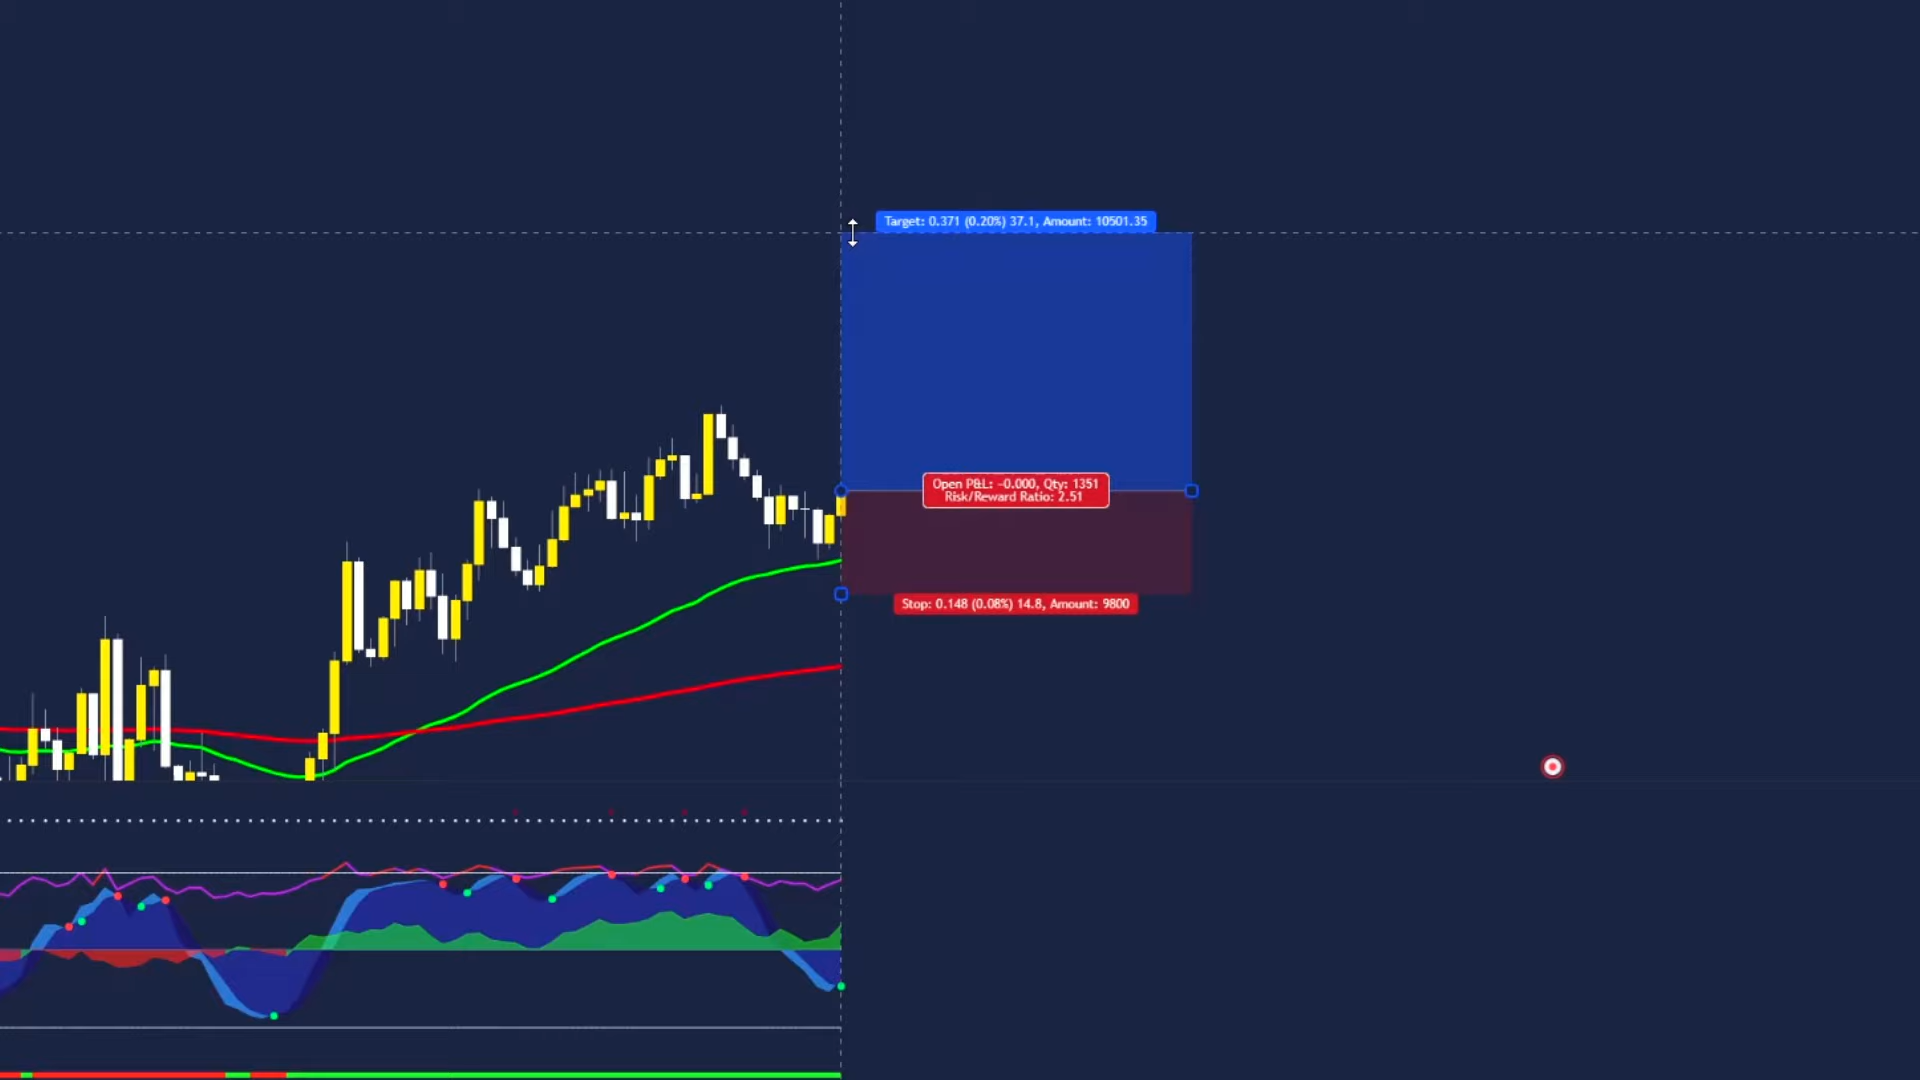 Target: 0.371 (0.20%) 37.1, Amount: 10501.35
Open P&L: -0.000, Qty: 1351
Risk/Reward Ratio: 2.51
Stop: 0.148 (0.08%) 14.8, Amount: 9800